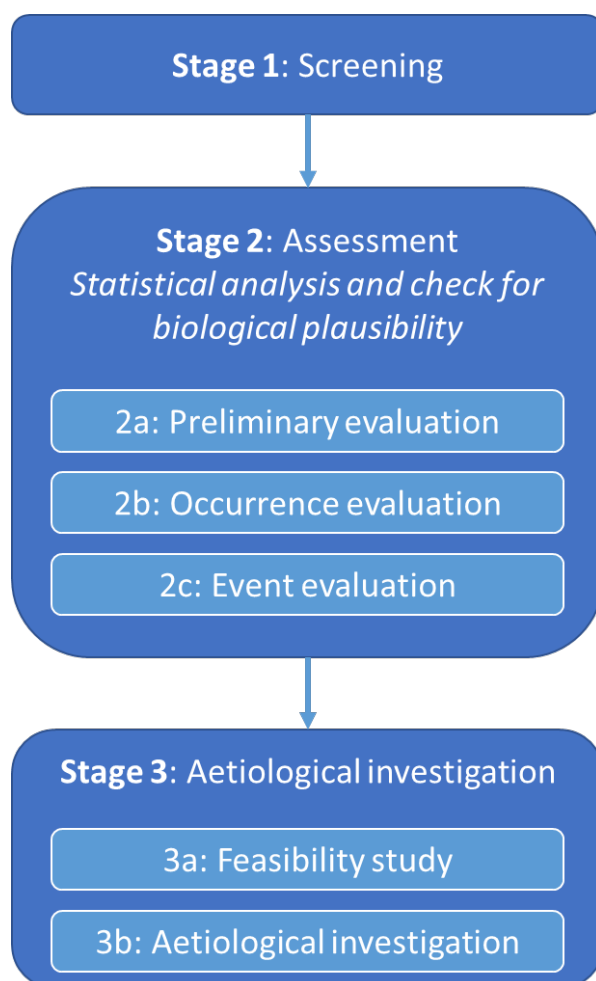 Stage 1: Screening
Stage 2: Assessment
Statistical analysis and check for
biological plausibility
2a: Preliminary evaluation
2b: Occurrence evaluation
2c: Event evaluation
Stage 3: Aetiological investigation
3a: Feasibility study
3b: Aetiological investigation